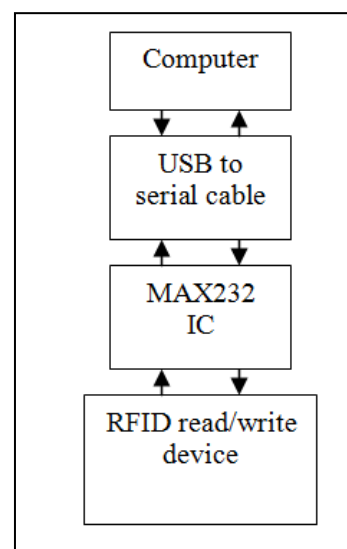 Computer
USB to
serial cable
MAX232
IC
RFID read/write
device